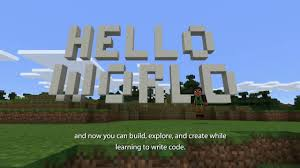 HELLO
WORLD
and now you can build, explore, and create while
learning to write code.